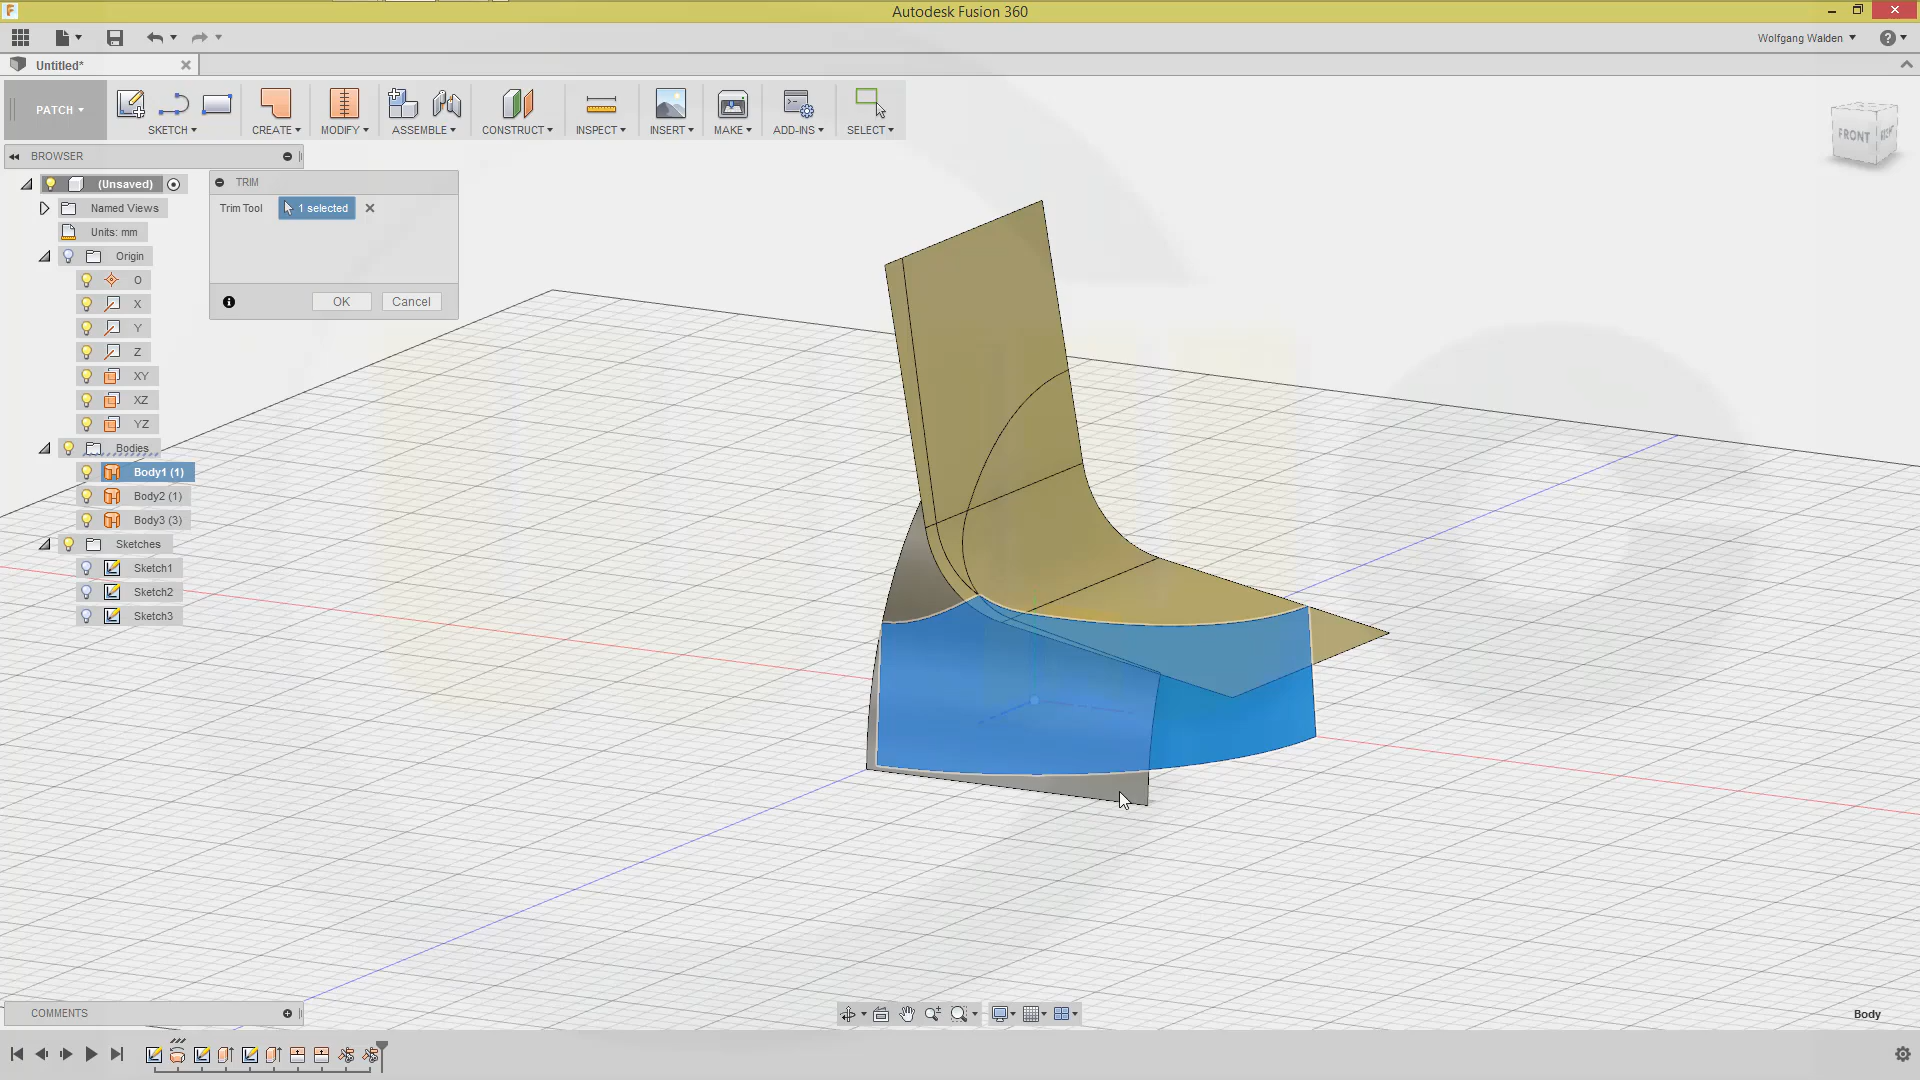 Autodesk Fusion 360
Wolfgang Walden
Untitled*
PATCH
SKETCH
CREATE
MODIFY
ASSEMBLE
CONSTRUCT
INSPECT
INSERT
MAKE
ADD-INS
SELECT
FRONT
RIGHT
BROWSER
(Unsaved)
Named Views
Units: mm
Origin
O
X
Y
Z
XY
XZ
YZ
Bodies
Body1 (1)
Body2 (1)
Body3 (3)
Sketches
Sketch1
Sketch2
Sketch3
TRIM
Trim Tool
1 selected
OK
Cancel
COMMENTS
Body